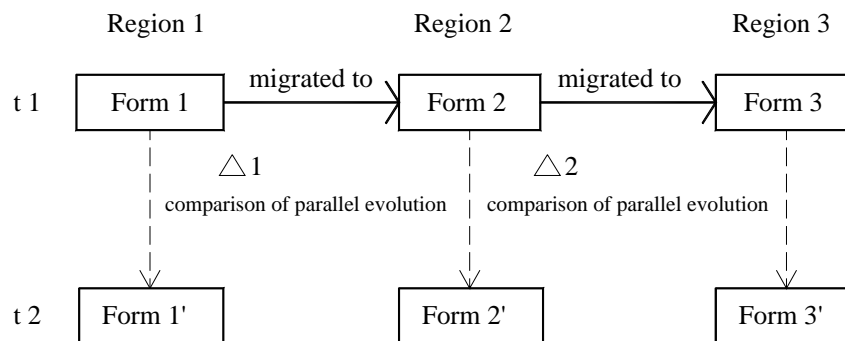 Region 1 Region 2 Region 3
migrated to migrated to
t 1 Form 1 Form 2 Form 3
△1 △2
comparison of parallel evolution comparison of parallel evolution
t 2 Form 1' Form 2' Form 3'